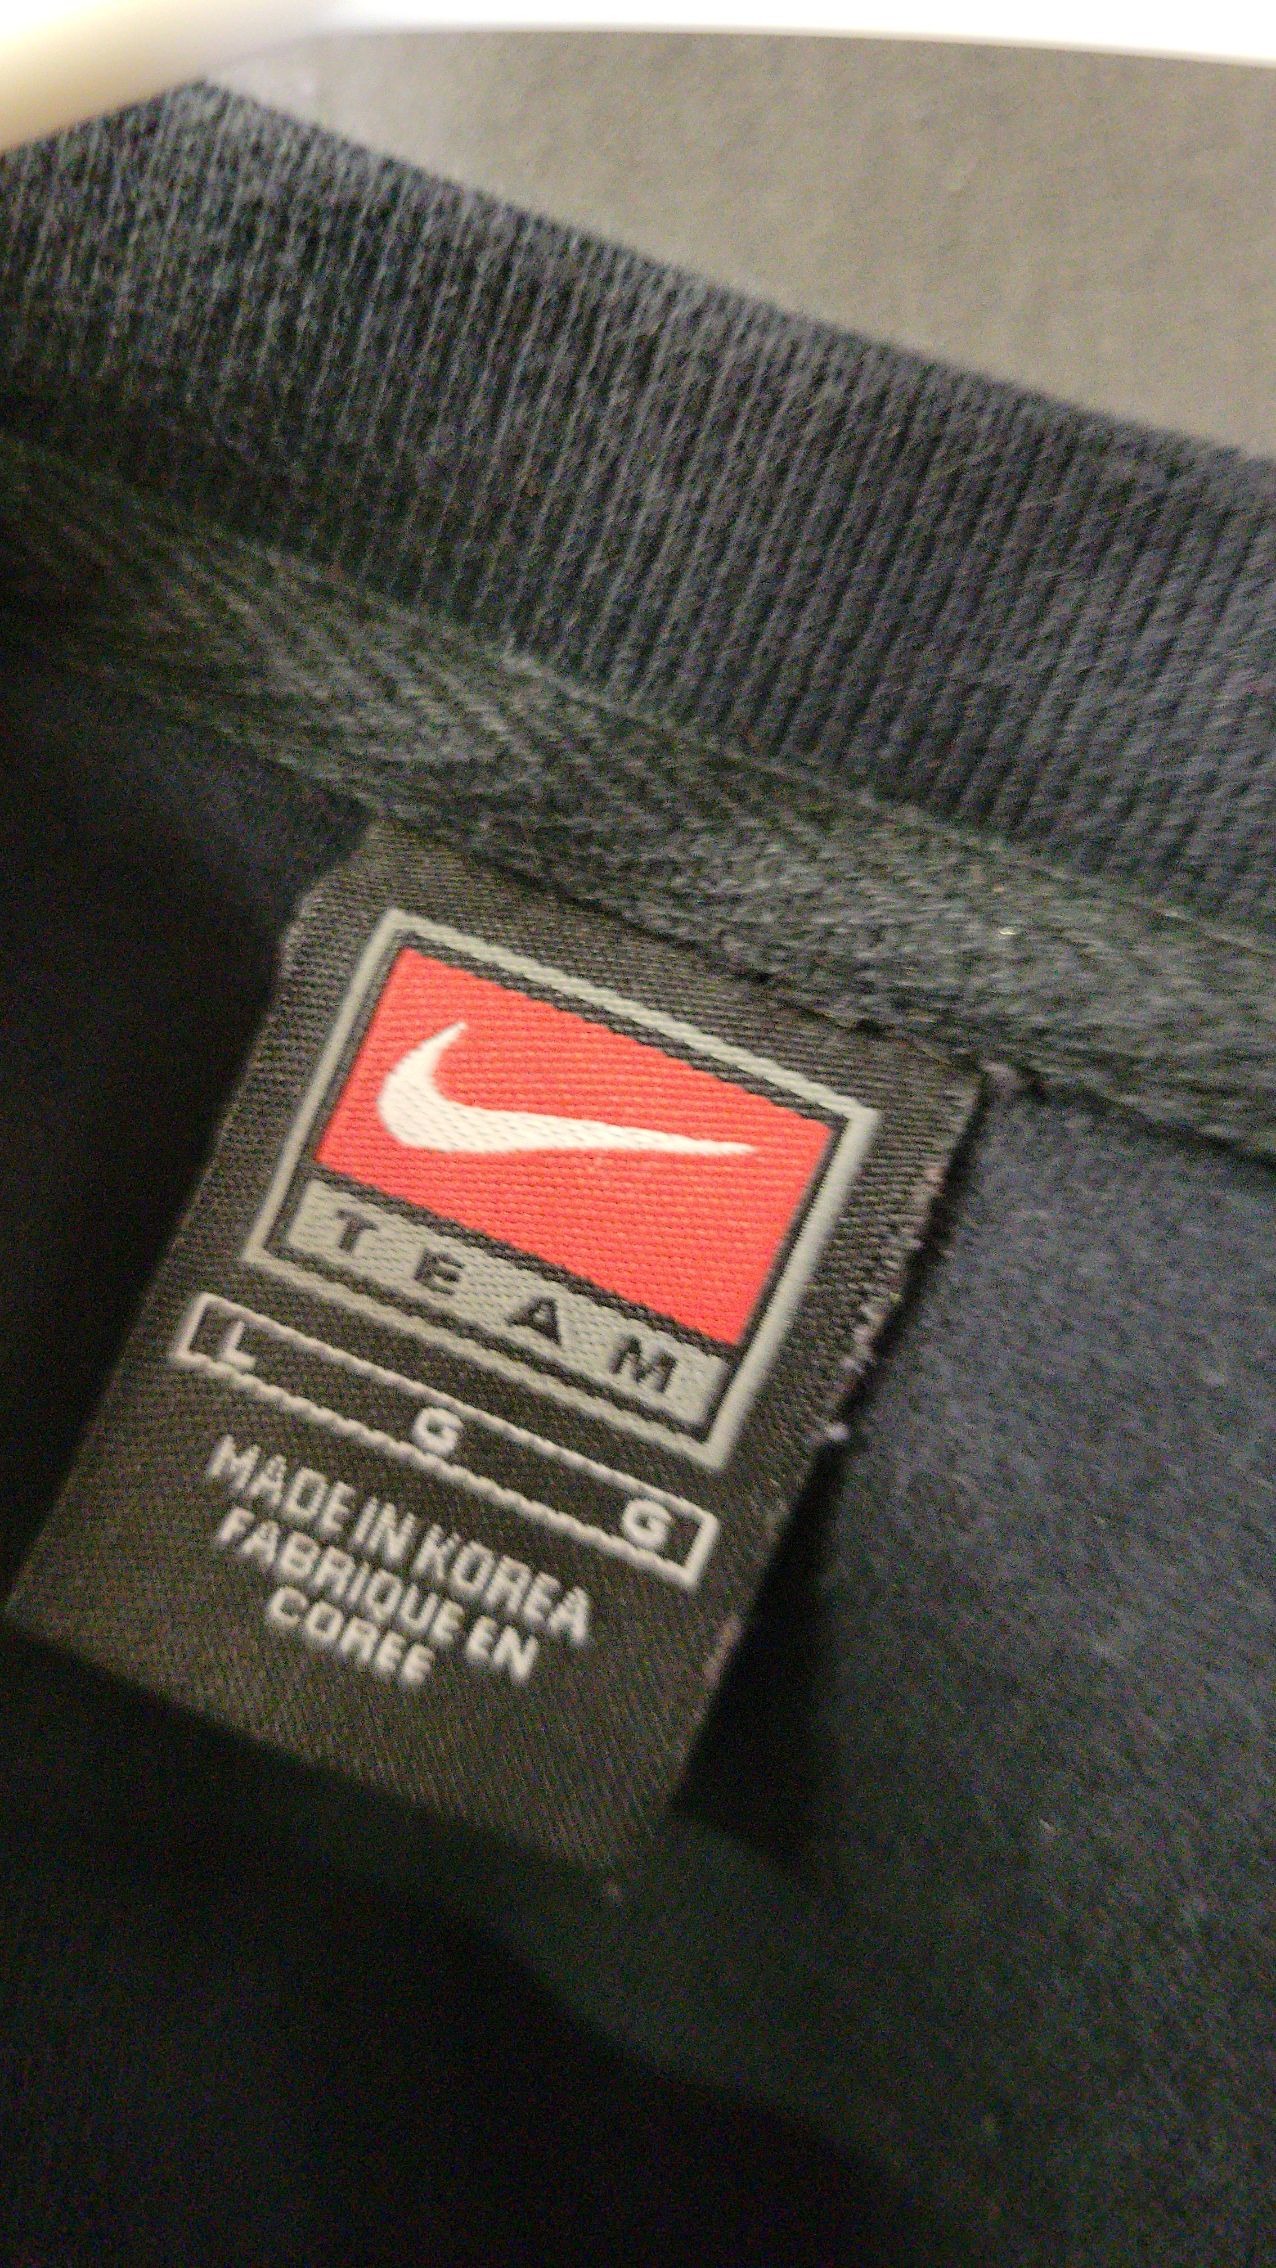 TEAM
L G G
MADE IN KOREA
FABRIQUE EN
COREE